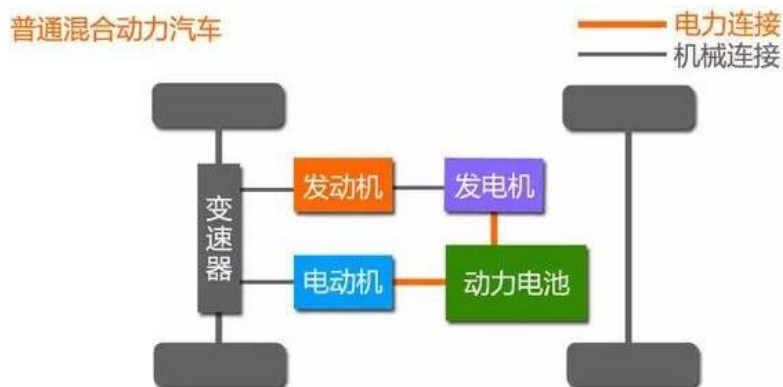 普通混合动力汽车
电力连接
机械连接
发动机
发电机
变速器
电动机
动力电池